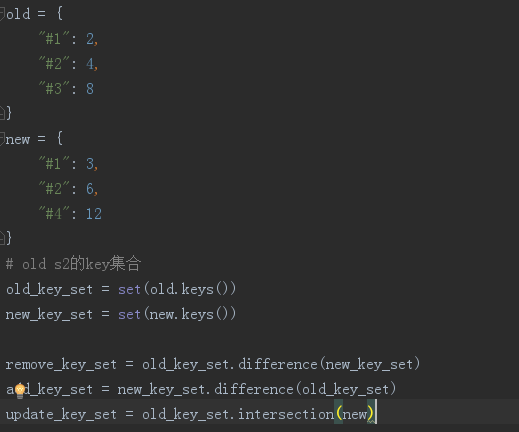 old = {
    "#1": 2,
    "#2": 4,
    "#3": 8
}
new = {
    "#1": 3,
    "#2": 6,
    "#4": 12
}
# old s2的key集合
old_key_set = set(old.keys())
new_key_set = set(new.keys())

remove_key_set = old_key_set.difference(new_key_set)
add_key_set = new_key_set.difference(old_key_set)
update_key_set = old_key_set.intersection(new)